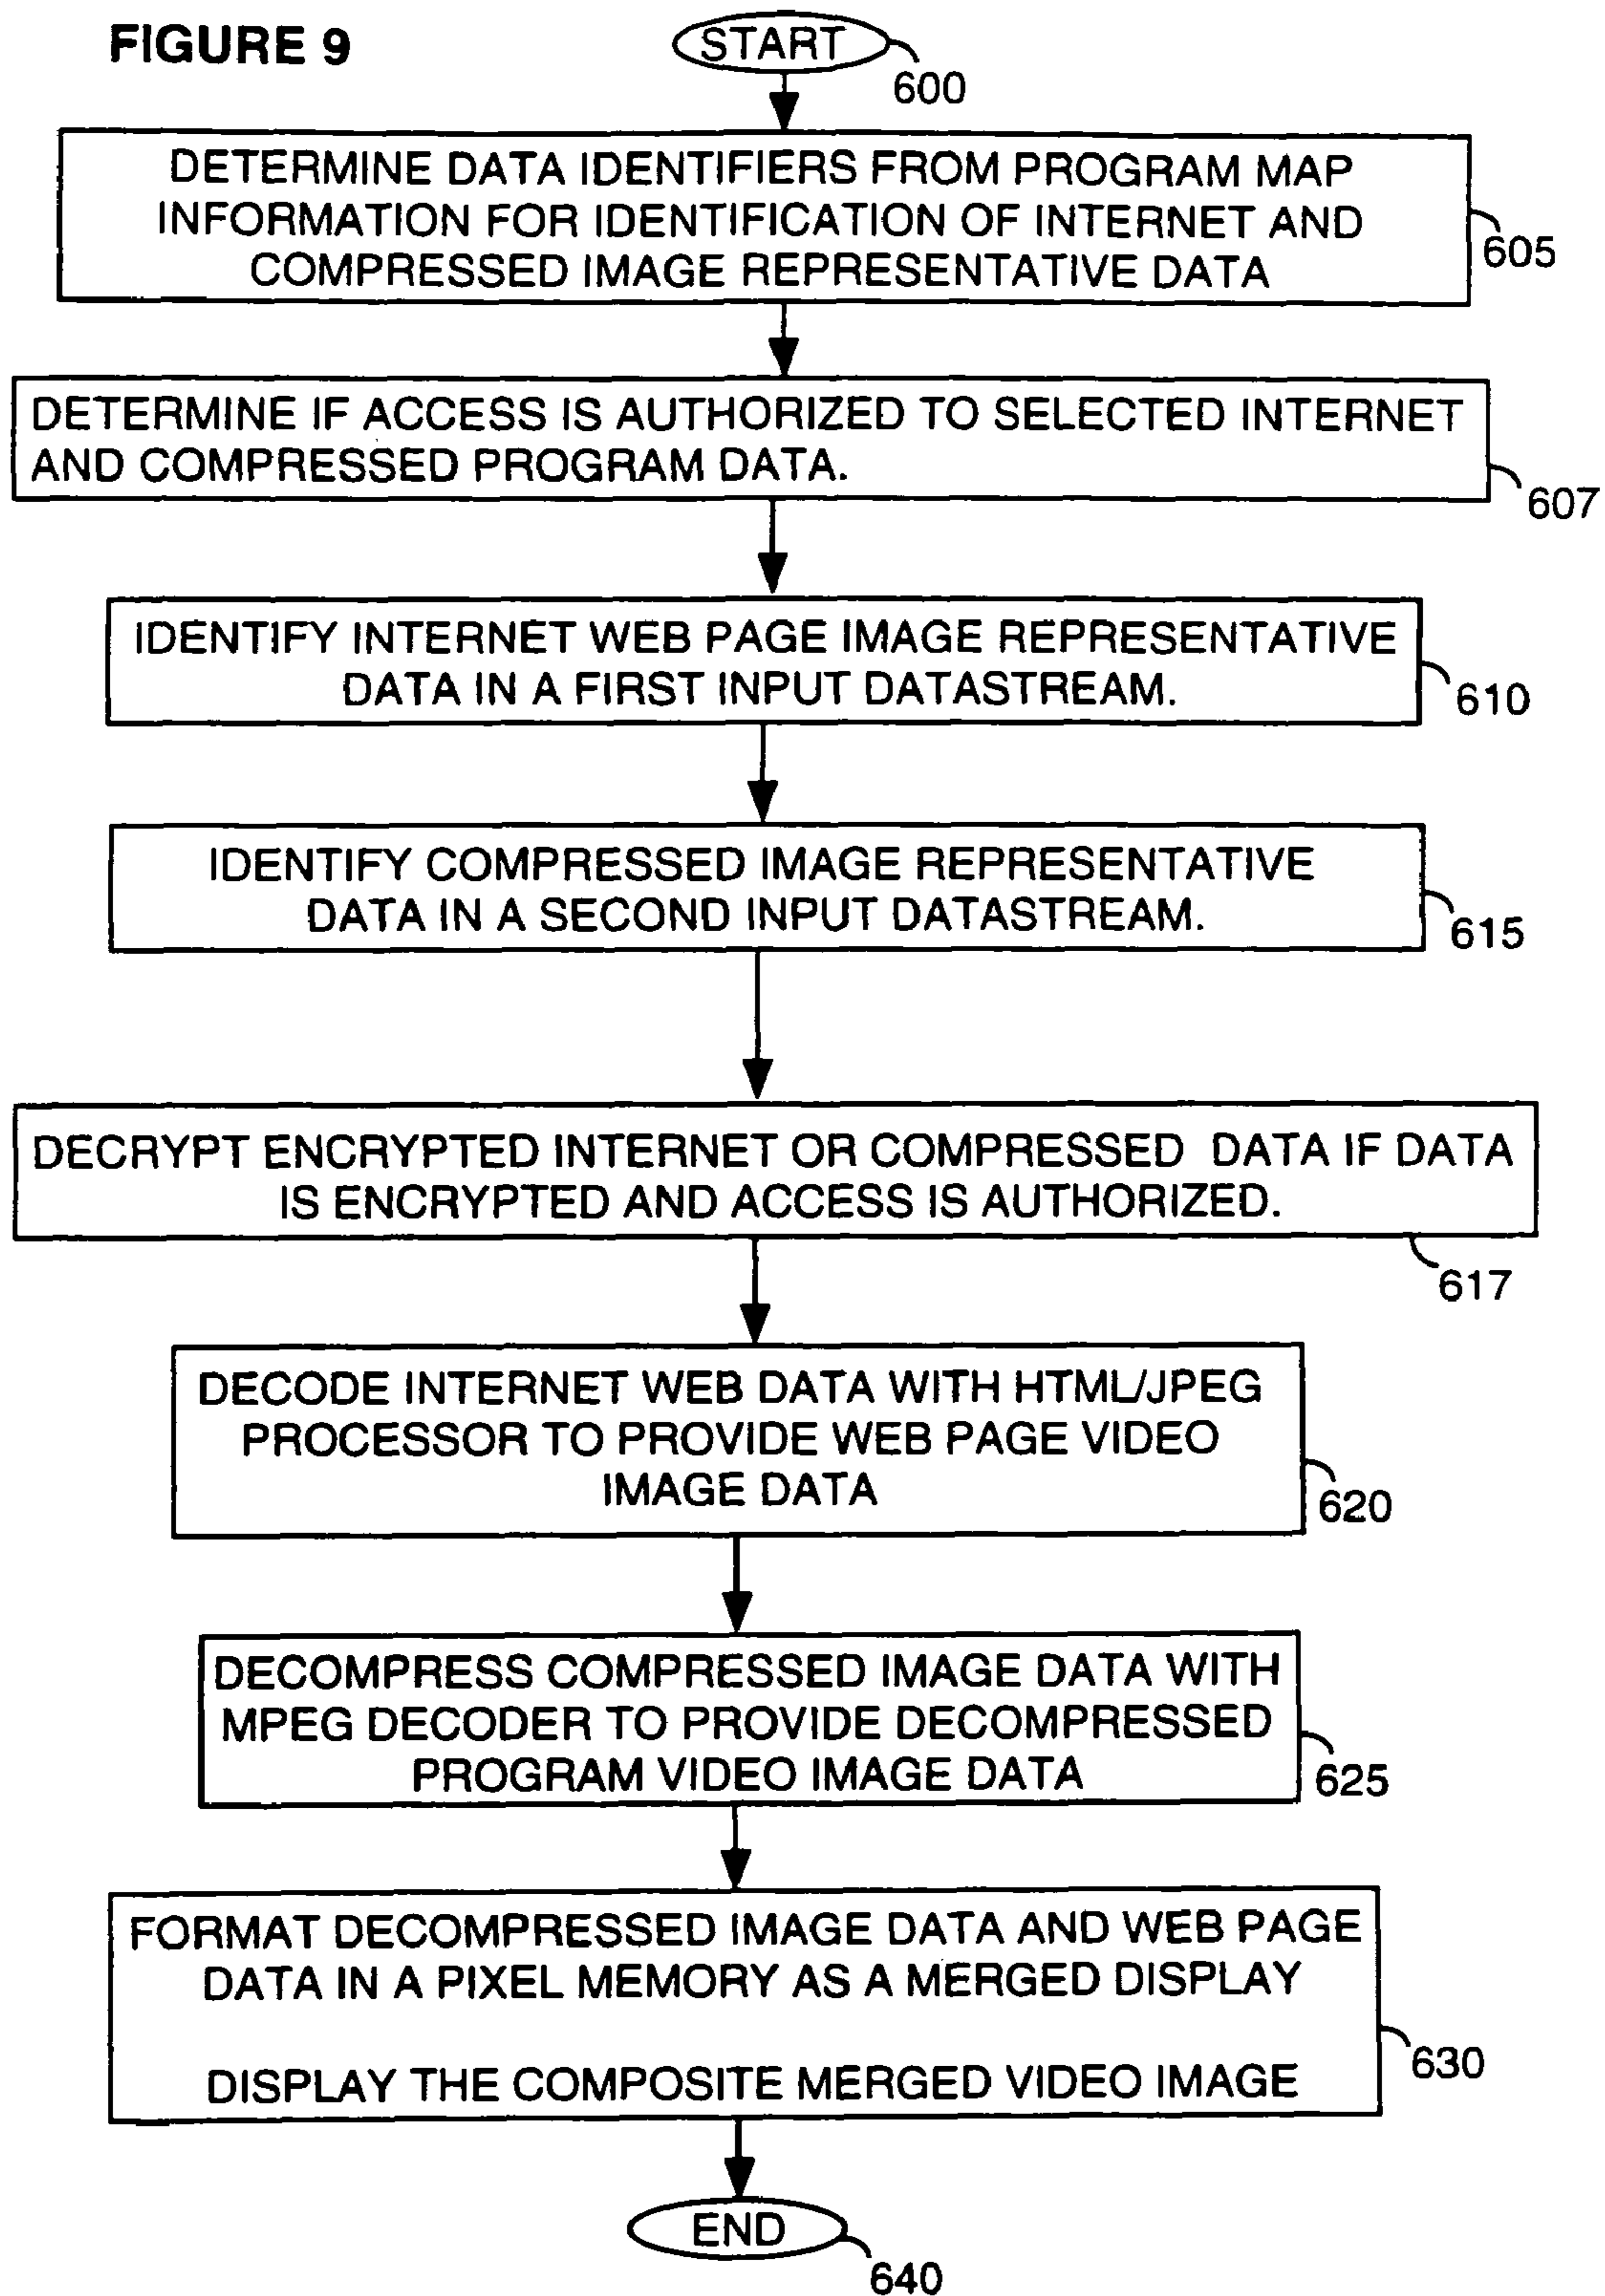 FIGURE 9
START
600
DETERMINE DATA IDENTIFIERS FROM PROGRAM MAP
INFORMATION FOR IDENTIFICATION OF INTERNET AND
COMPRESSED IMAGE REPRESENTATIVE DATA
605
DETERMINE IF ACCESS IS AUTHORIZED TO SELECTED INTERNET
AND COMPRESSED PROGRAM DATA.
607
IDENTIFY INTERNET WEB PAGE IMAGE REPRESENTATIVE
DATA IN A FIRST INPUT DATASTREAM.
610
IDENTIFY COMPRESSED IMAGE REPRESENTATIVE
DATA IN A SECOND INPUT DATASTREAM.
615
DECRYPT ENCRYPTED INTERNET OR COMPRESSED DATA IF DATA
IS ENCRYPTED AND ACCESS IS AUTHORIZED.
617
DECODE INTERNET WEB DATA WITH HTML/JPEG
PROCESSOR TO PROVIDE WEB PAGE VIDEO
IMAGE DATA
620
DECOMPRESS COMPRESSED IMAGE DATA WITH
MPEG DECODER TO PROVIDE DECOMPRESSED
PROGRAM VIDEO IMAGE DATA
625
FORMAT DECOMPRESSED IMAGE DATA AND WEB PAGE
DATA IN A PIXEL MEMORY AS A MERGED DISPLAY
DISPLAY THE COMPOSITE MERGED VIDEO IMAGE
630
END
640